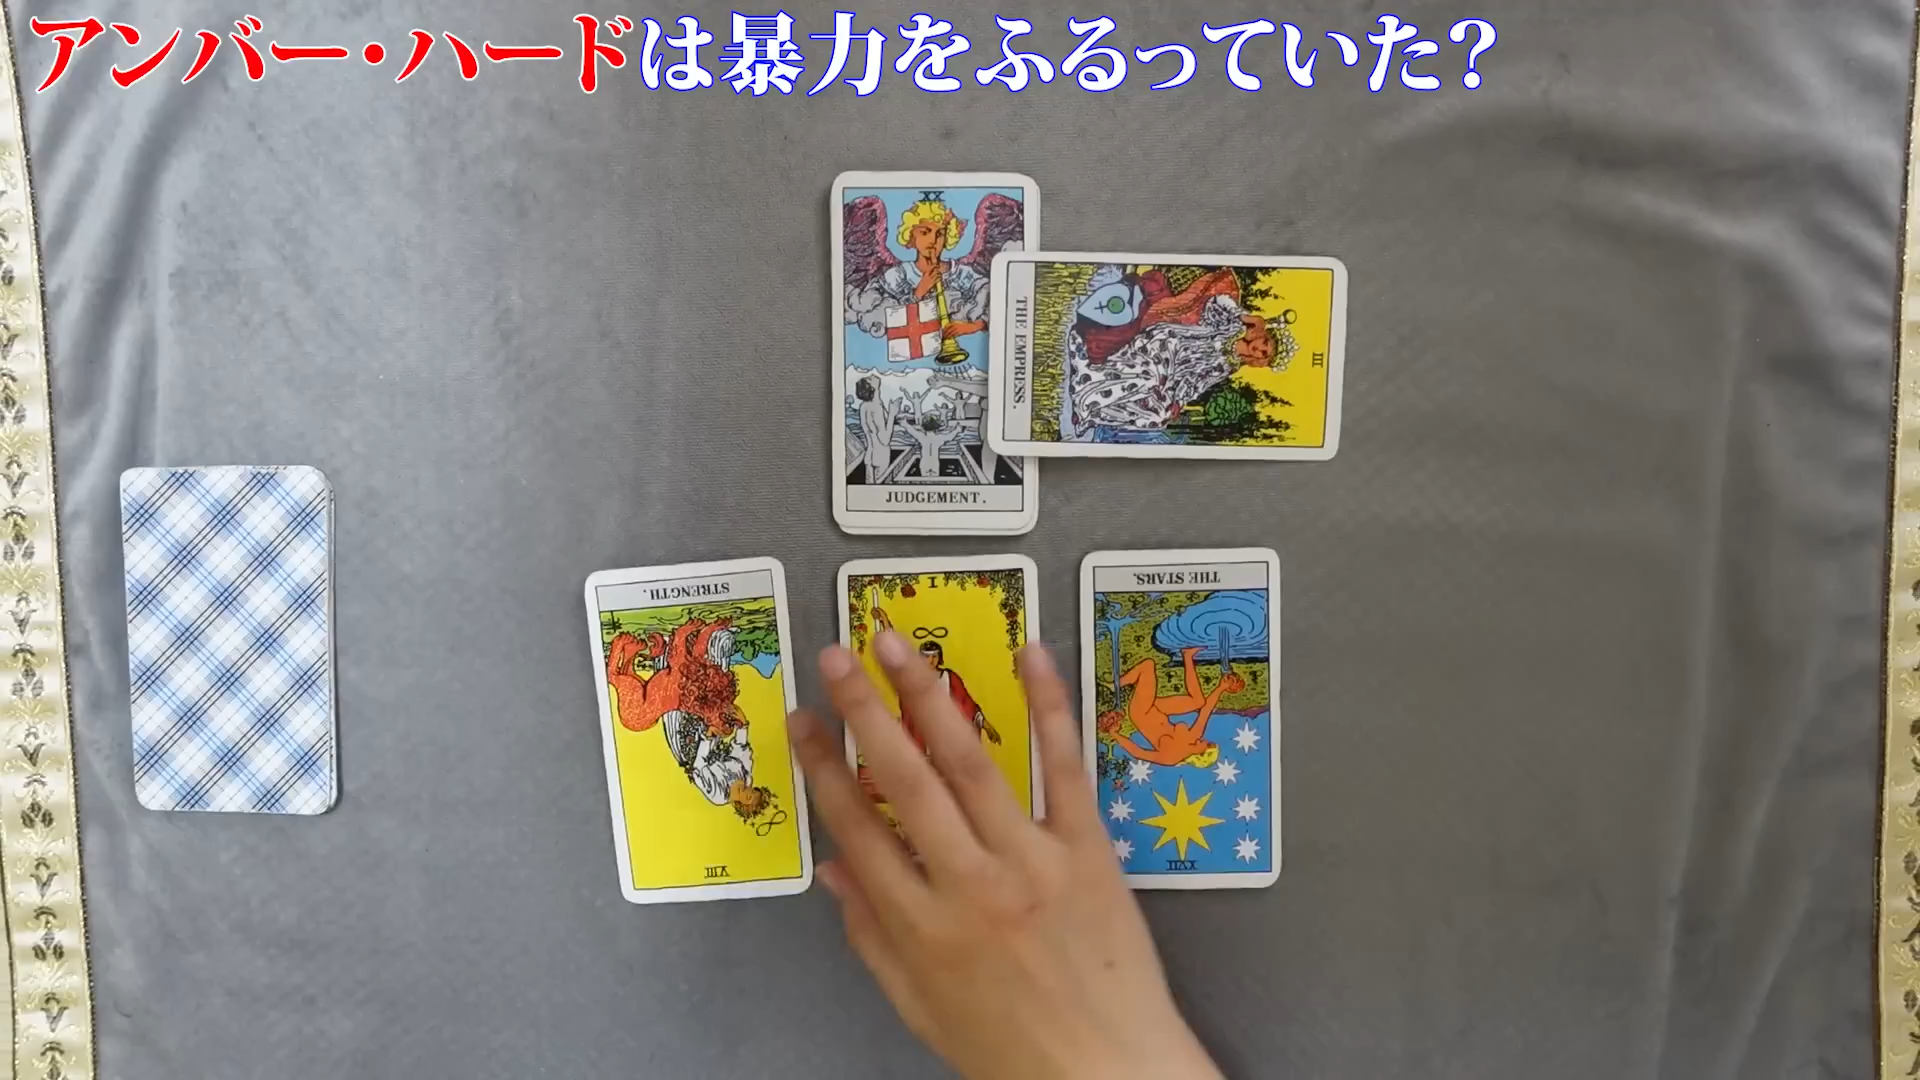 アンバー・ハードは暴力をふるっていた?
XX
JUDGEMENT.
THE EMPRESS.
III
STRENGTH.
VIII
I
THE STARS.
XVII